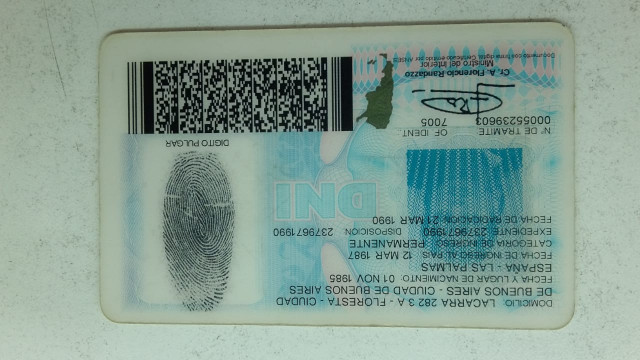 DOMICILIO: LACARRA 282 3 A - FLORESTA - CIUDAD
DE BUENOS AIRES - CIUDAD DE BUENOS AIRES
FECHA Y LUGAR DE NACIMIENTO: 01 NOV 1985
ESPAÑA - LAS PALMAS
FECHA DE INGRESO AL PAIS 12 MAR 1987
CATEGORIA DE INGRESO PERMANENTE
EXPEDIENTE 2379671990 DISPOSICION 2379671990
FECHA DE RADICACION 21 MAR 1990
DNI
DIGITO PULGAR
N° DE TRAMITE OF IDENT
00055239603 7005
Cr. A. Florencio Randazzo
Ministro del Interior